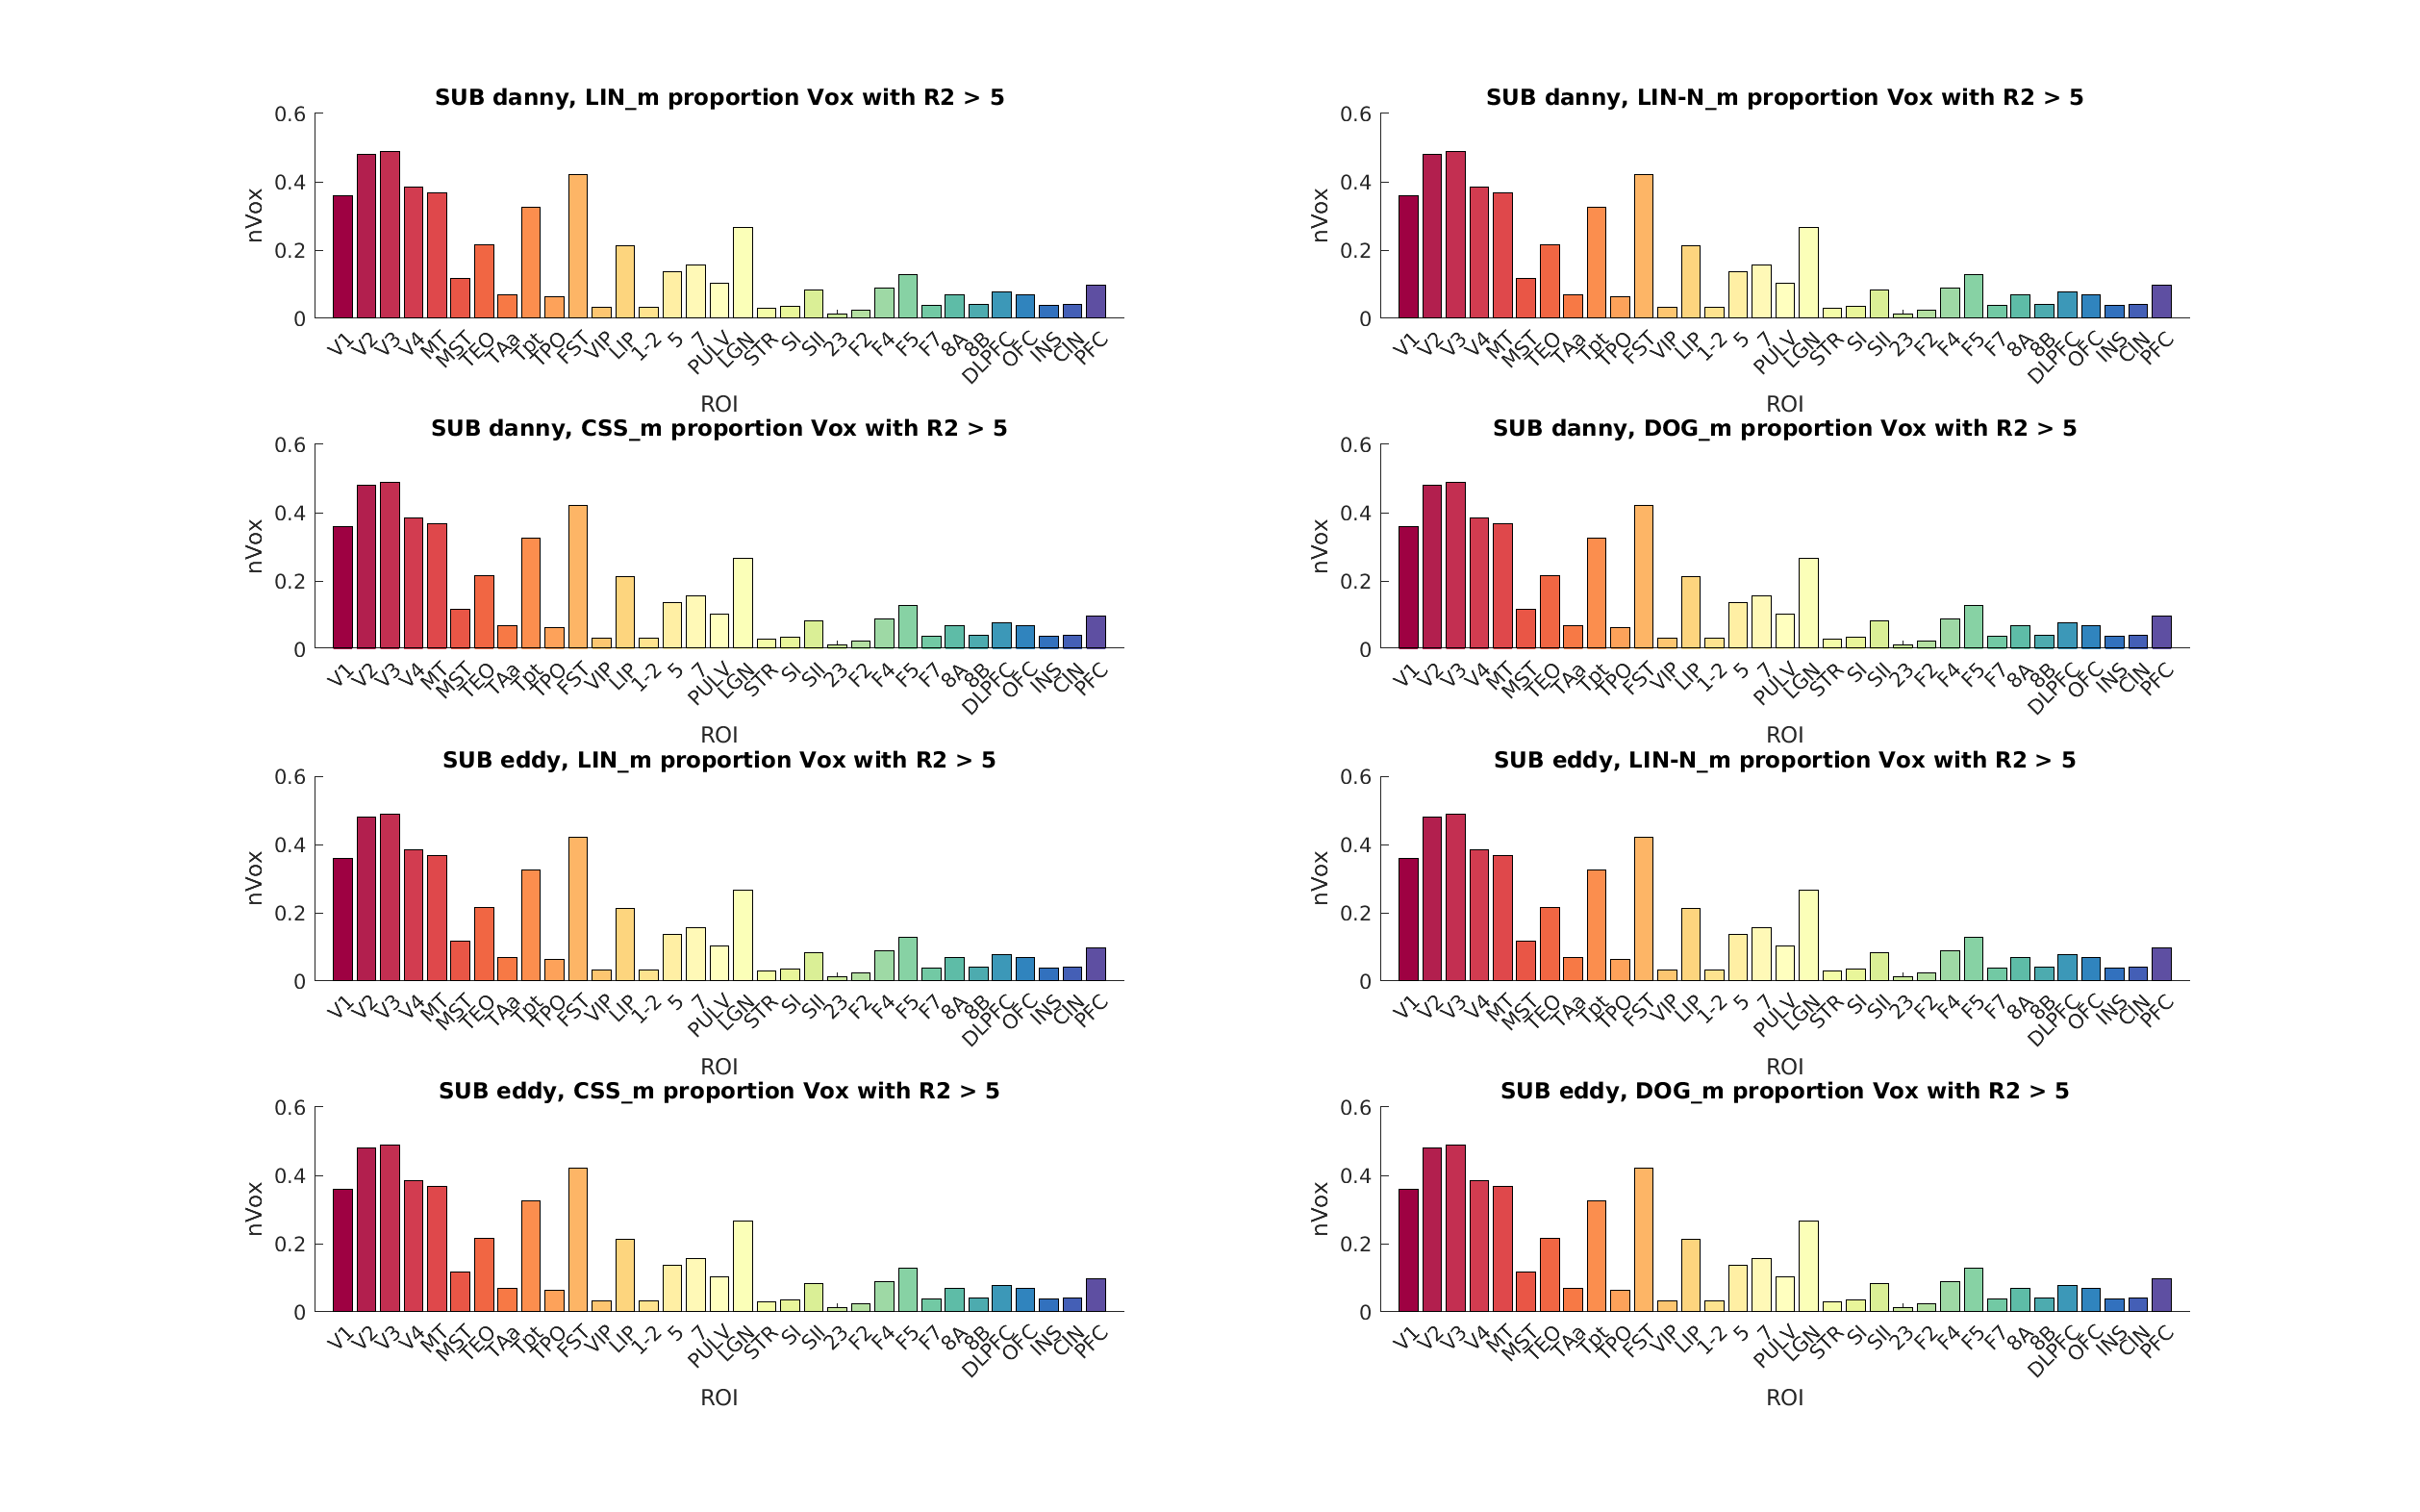 SUB danny, LIN_m proportion Vox with R2 > 5
0.6
0.4
0.2
0
nVox
V1 V2 V3 V4 MT MST TEO TAa Tpt TPO FST VIP LIP 1-2 5 7 PULV LGN STR SI SII 23 F2 F4 F5 F7 8A 8B DLPFC OFC INS CIN PFC
ROI
SUB danny, LIN-N_m proportion Vox with R2 > 5
0.6
0.4
0.2
0
nVox
V1 V2 V3 V4 MT MST TEO TAa Tpt TPO FST VIP LIP 1-2 5 7 PULV LGN STR SI SII 23 F2 F4 F5 F7 8A 8B DLPFC OFC INS CIN PFC
ROI
SUB danny, CSS_m proportion Vox with R2 > 5
0.6
0.4
0.2
0
nVox
V1 V2 V3 V4 MT MST TEO TAa Tpt TPO FST VIP LIP 1-2 5 7 PULV LGN STR SI SII 23 F2 F4 F5 F7 8A 8B DLPFC OFC INS CIN PFC
ROI
SUB danny, DOG_m proportion Vox with R2 > 5
0.6
0.4
0.2
0
nVox
V1 V2 V3 V4 MT MST TEO TAa Tpt TPO FST VIP LIP 1-2 5 7 PULV LGN STR SI SII 23 F2 F4 F5 F7 8A 8B DLPFC OFC INS CIN PFC
ROI
SUB eddy, LIN_m proportion Vox with R2 > 5
0.6
0.4
0.2
0
nVox
V1 V2 V3 V4 MT MST TEO TAa Tpt TPO FST VIP LIP 1-2 5 7 PULV LGN STR SI SII 23 F2 F4 F5 F7 8A 8B DLPFC OFC INS CIN PFC
ROI
SUB eddy, LIN-N_m proportion Vox with R2 > 5
0.6
0.4
0.2
0
nVox
V1 V2 V3 V4 MT MST TEO TAa Tpt TPO FST VIP LIP 1-2 5 7 PULV LGN STR SI SII 23 F2 F4 F5 F7 8A 8B DLPFC OFC INS CIN PFC
ROI
SUB eddy, CSS_m proportion Vox with R2 > 5
0.6
0.4
0.2
0
nVox
V1 V2 V3 V4 MT MST TEO TAa Tpt TPO FST VIP LIP 1-2 5 7 PULV LGN STR SI SII 23 F2 F4 F5 F7 8A 8B DLPFC OFC INS CIN PFC
ROI
SUB eddy, DOG_m proportion Vox with R2 > 5
0.6
0.4
0.2
0
nVox
V1 V2 V3 V4 MT MST TEO TAa Tpt TPO FST VIP LIP 1-2 5 7 PULV LGN STR SI SII 23 F2 F4 F5 F7 8A 8B DLPFC OFC INS CIN PFC
ROI